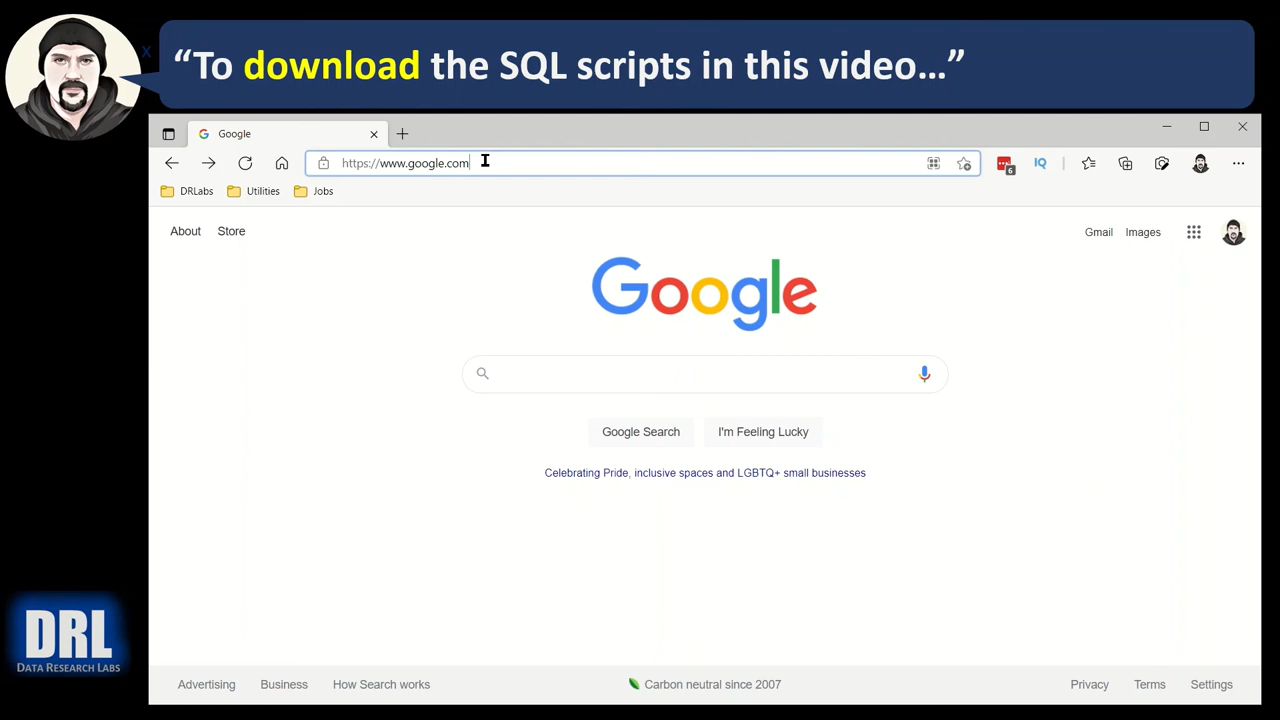 “To download the SQL scripts in this video…”
x
Google
https://www.google.com
6
IQ
DRLabs Utilities Jobs
About Store
Gmail Images
Google
Google Search I'm Feeling Lucky
Celebrating Pride, inclusive spaces and LGBTQ+ small businesses
DRL
DATA RESEARCH LABS
Advertising Business How Search works
Carbon neutral since 2007
Privacy Terms Settings